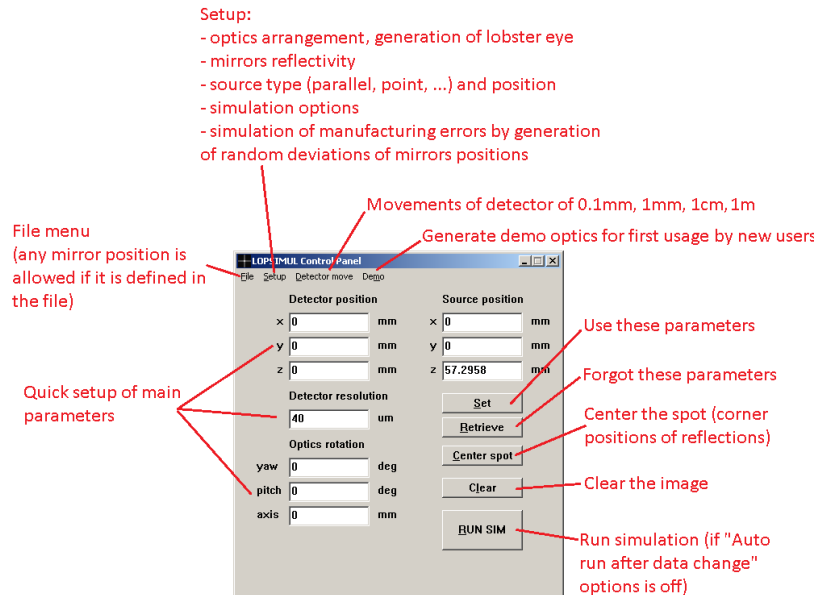 Setup:
- optics arrangement, generation of lobster eye
- mirrors reflectivity
- source type (parallel, point, ...) and position
- simulation options
- simulation of manufacturing errors by generation
of random deviations of mirrors positions
Movements of detector of 0.1mm, 1mm, 1cm, 1m
File menu
(any mirror position is
allowed if it is defined in
the file)
Generate demo optics for first usage by new users
LOPSIMUL Control Panel
File Setup Detector move Demo
Detector position Source position
x 0 mm x 0 mm
y 0 mm y 0 mm
z 0 mm z 57.2958 mm
Use these parameters
Quick setup of main
parameters
Detector resolution
40 um
Set
Retrieve
Forgot these parameters
Optics rotation
yaw 0 deg
pitch 0 deg
axis 0 mm
Center spot
Center the spot (corner
positions of reflections)
Clear
Clear the image
RUN SIM
Run simulation (if "Auto
run after data change"
options is off)